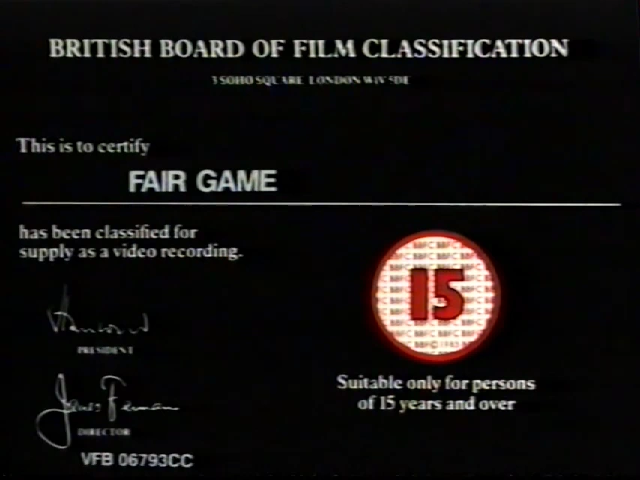 BRITISH BOARD OF FILM CLASSIFICATION
3 SOHO SQUARE LONDON W1V 5DE
This is to certify
FAIR GAME
has been classified for
supply as a video recording.
PRESIDENT
James Ferman
DIRECTOR
VFB 06793CC
15
Suitable only for persons
of 15 years and over